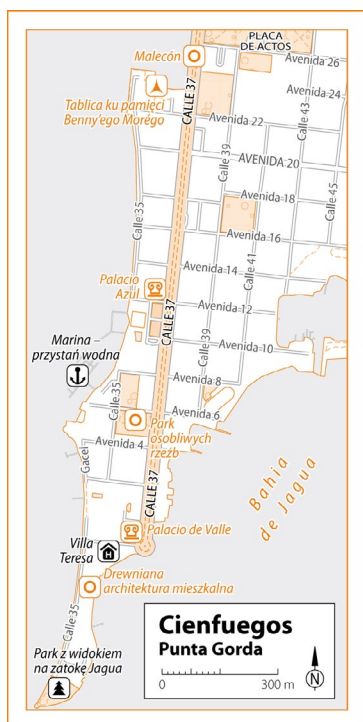 PLACA
DE ACTOS
Malecón
Avenida 26
Tablica ku pamięci
Benny'ego Morégo
CALLE 37
Calle 43
Avenida 24
Avenida 22
Calle 39
AVENIDA 20
Calle 45
Calle 35
Avenida 18
Avenida 16
Calle 41
Avenida 14
Palacio
Azul
CALLE 37
Avenida 12
Marina –
przystań wodna
Calle 39
Avenida 10
Avenida 8
Calle 35
Avenida 6
Park
osobliwych
rzeźb
Avenida 4
Gacel
CALLE 37
Bahia
de Jagua
Palacio de Valle
Villa
Teresa
Drewniana
architektura mieszkalna
Calle 35
Park z widokiem
na zatokę Jagua
Cienfuegos
Punta Gorda
0
300 m
N